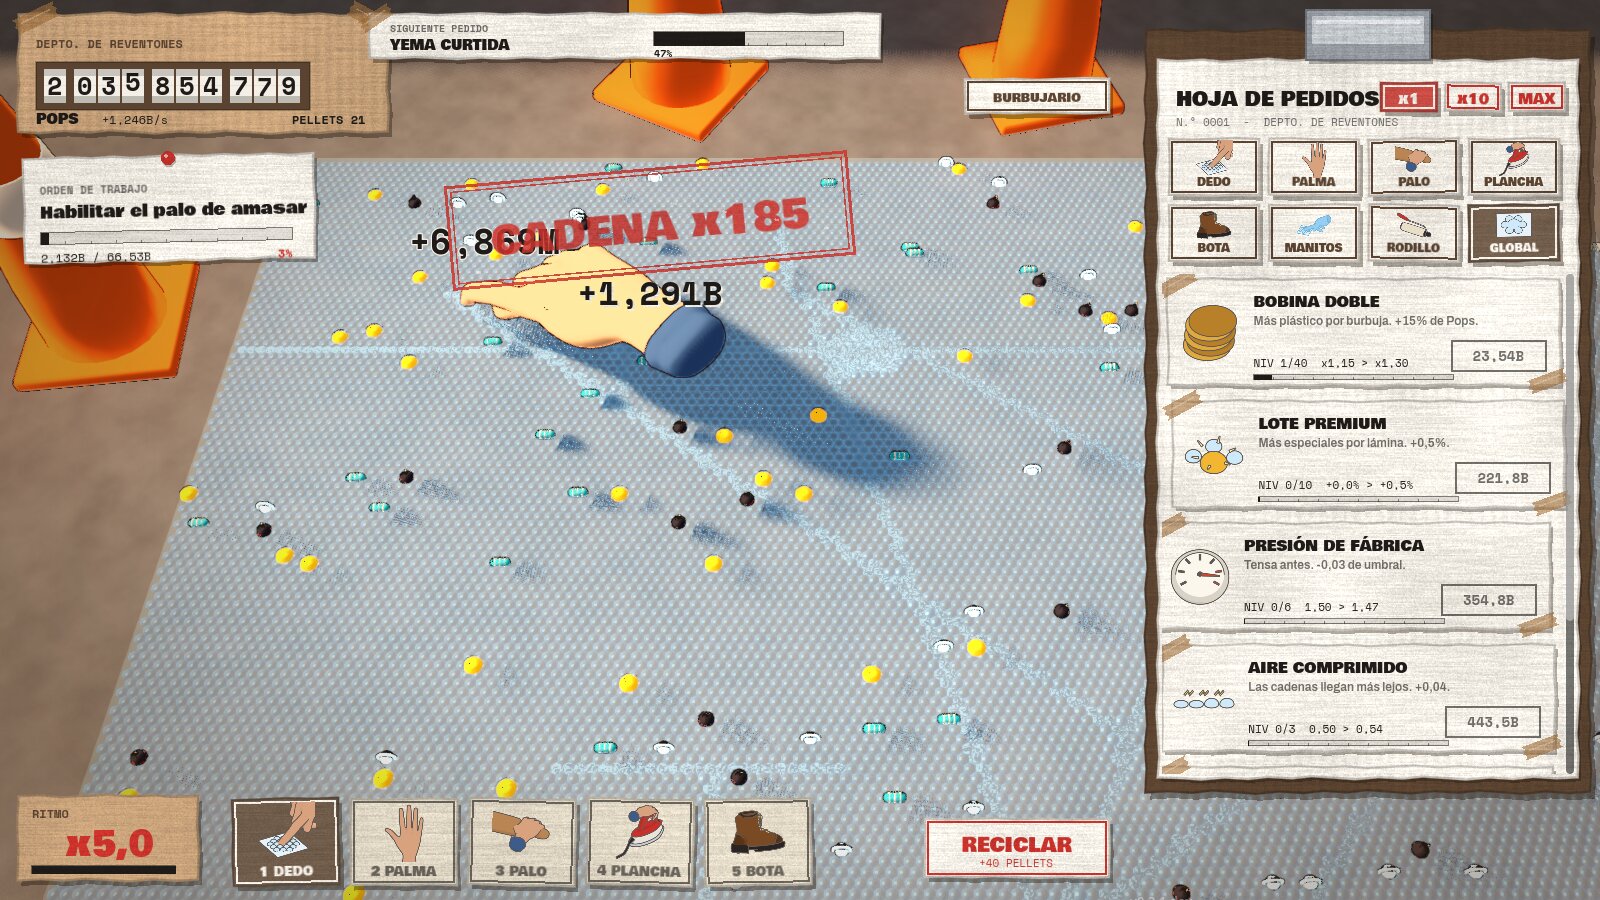 DEPTO. DE REVENTONES
2 035 854 779
POPS +1,246B/s PELLETS 21
SIGUIENTE PEDIDO
YEMA CURTIDA
47%
BURBUJARIO
ORDEN DE TRABAJO
Habilitar el palo de amasar
2,132B / 66,53B 3%
CADENA x185
+6,869M
+1,291B
HOJA DE PEDIDOS x1 x10 MAX
N.° 0001 - DEPTO. DE REVENTONES
DEDO PALMA PALO PLANCHA
BOTA MANITOS RODILLO GLOBAL
BOBINA DOBLE
Más plástico por burbuja. +15% de Pops.
NIV 1/40 x1,15 > x1,30 23,54B
LOTE PREMIUM
Más especiales por lámina. +0,5%.
NIV 0/10 +0,0% > +0,5% 221,8B
PRESIÓN DE FÁBRICA
Tensa antes. -0,03 de umbral.
NIV 0/6 1,50 > 1,47 354,8B
AIRE COMPRIMIDO
Las cadenas llegan más lejos. +0,04.
NIV 0/3 0,50 > 0,54 443,5B
RITMO
x5,0
1 DEDO 2 PALMA 3 PALO 4 PLANCHA 5 BOTA
RECICLAR
+40 PELLETS